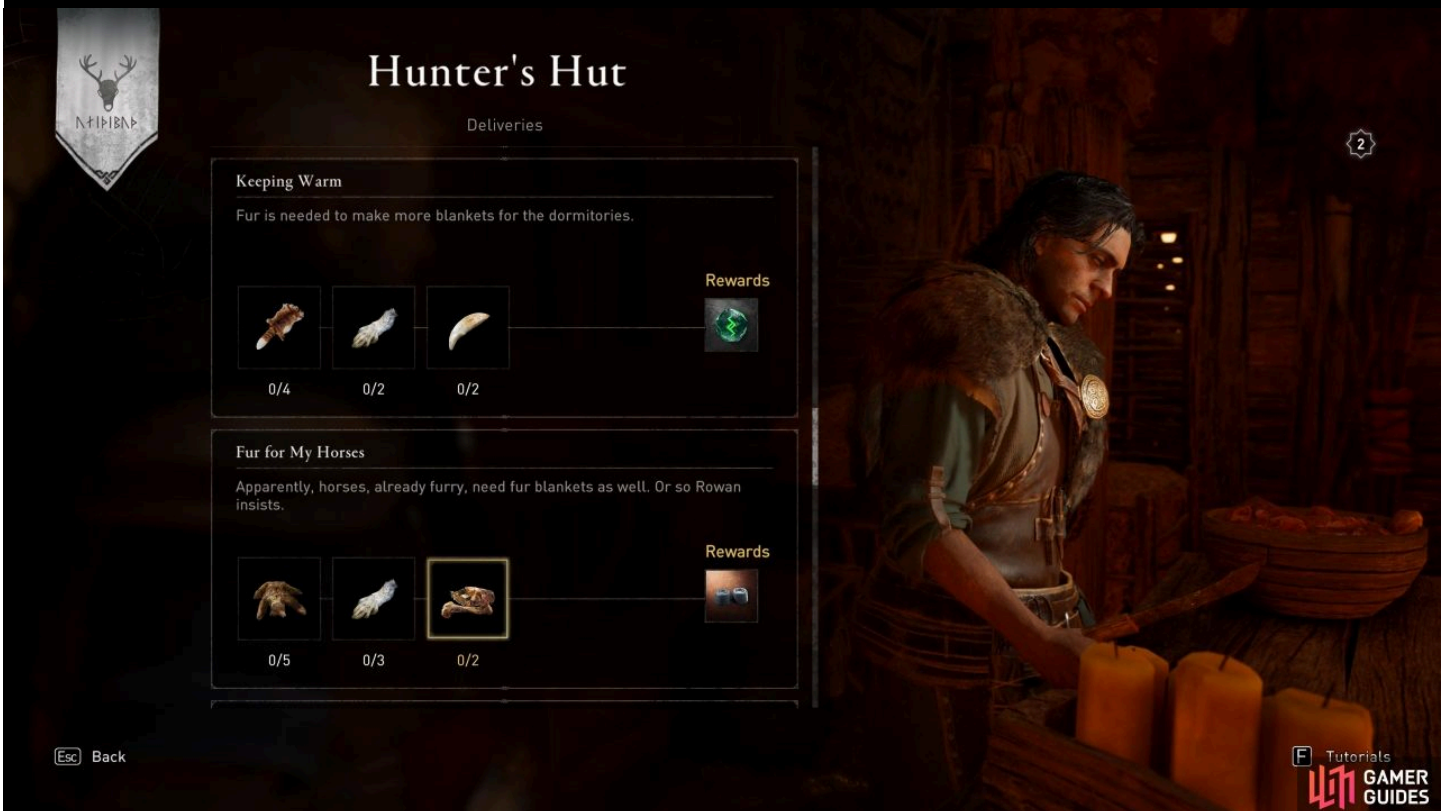 Hunter's Hut
Deliveries
2
Keeping Warm
Fur is needed to make more blankets for the dormitories.
Rewards
0/4
0/2
0/2
Fur for My Horses
Apparently, horses, already furry, need fur blankets as well. Or so Rowan
insists.
Rewards
0/5
0/3
0/2
Esc Back
F Tutorials
GAMER
GUIDES